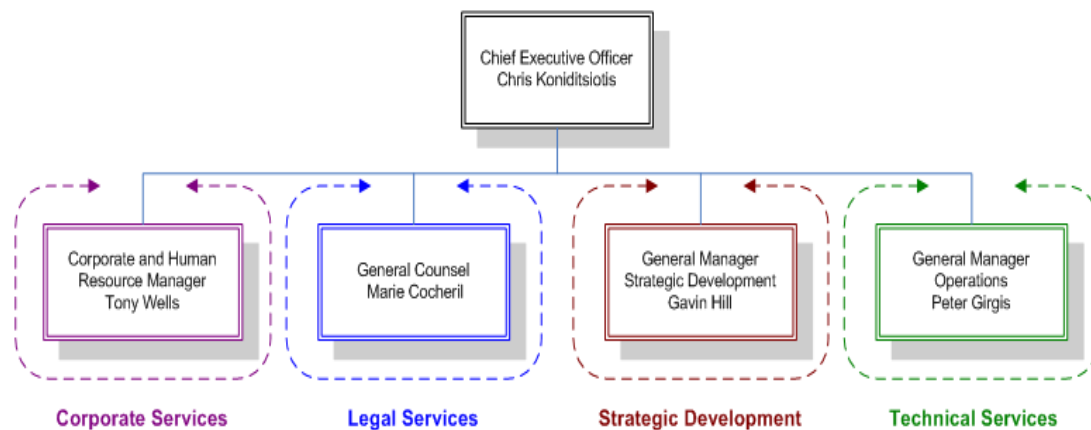 Chief Executive Officer
Chris Koniditsiotis
Corporate and Human
Resource Manager
Tony Wells
General Counsel
Marie Cocheril
General Manager
Strategic Development
Gavin Hill
General Manager
Operations
Peter Girgis
Corporate Services
Legal Services
Strategic Development
Technical Services